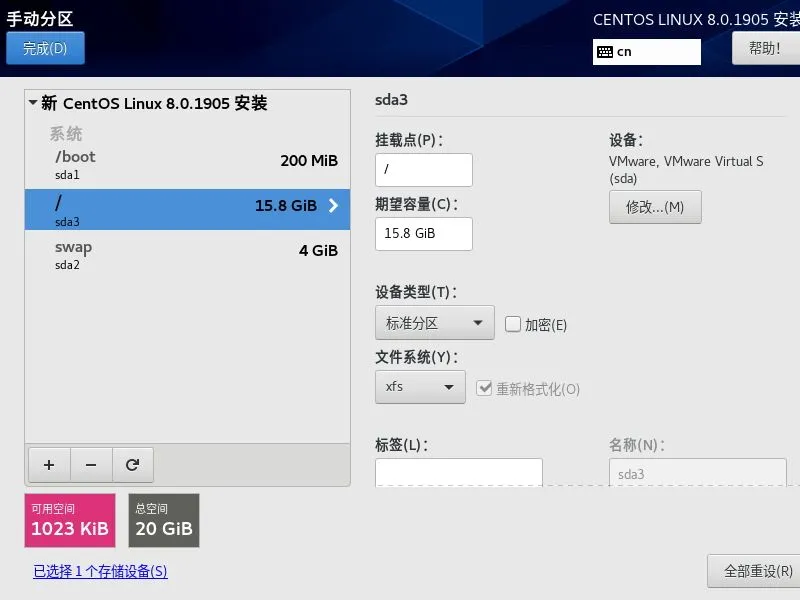 手动分区
CENTOS LINUX 8.0.1905 安装
完成(D)
cn
帮助！
新 CentOS Linux 8.0.1905 安装
系统
/boot
200 MiB
sda1
/
15.8 GiB
sda3
swap
4 GiB
sda2
+ − 
可用空间
1023 KiB
总空间
20 GiB
已选择 1 个存储设备(S)
sda3
挂载点(P)：
/
期望容量(C)：
15.8 GiB
设备：
VMware, VMware Virtual S
(sda)
修改...(M)
设备类型(T)：
标准分区
加密(E)
文件系统(Y)：
xfs
重新格式化(O)
标签(L)：
名称(N)：
sda3
全部重设(R)